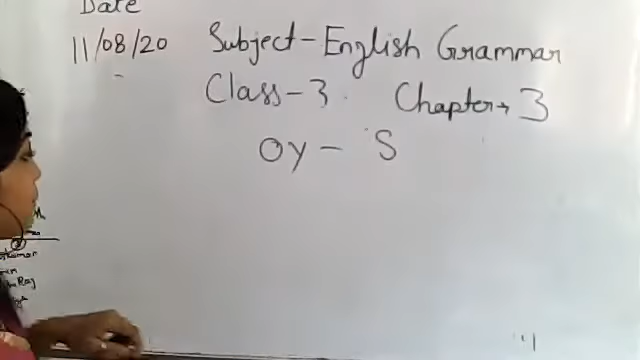 Date
11/08/20 Subject-English Grammar
Class-3 Chapter→ 3
Oy - S